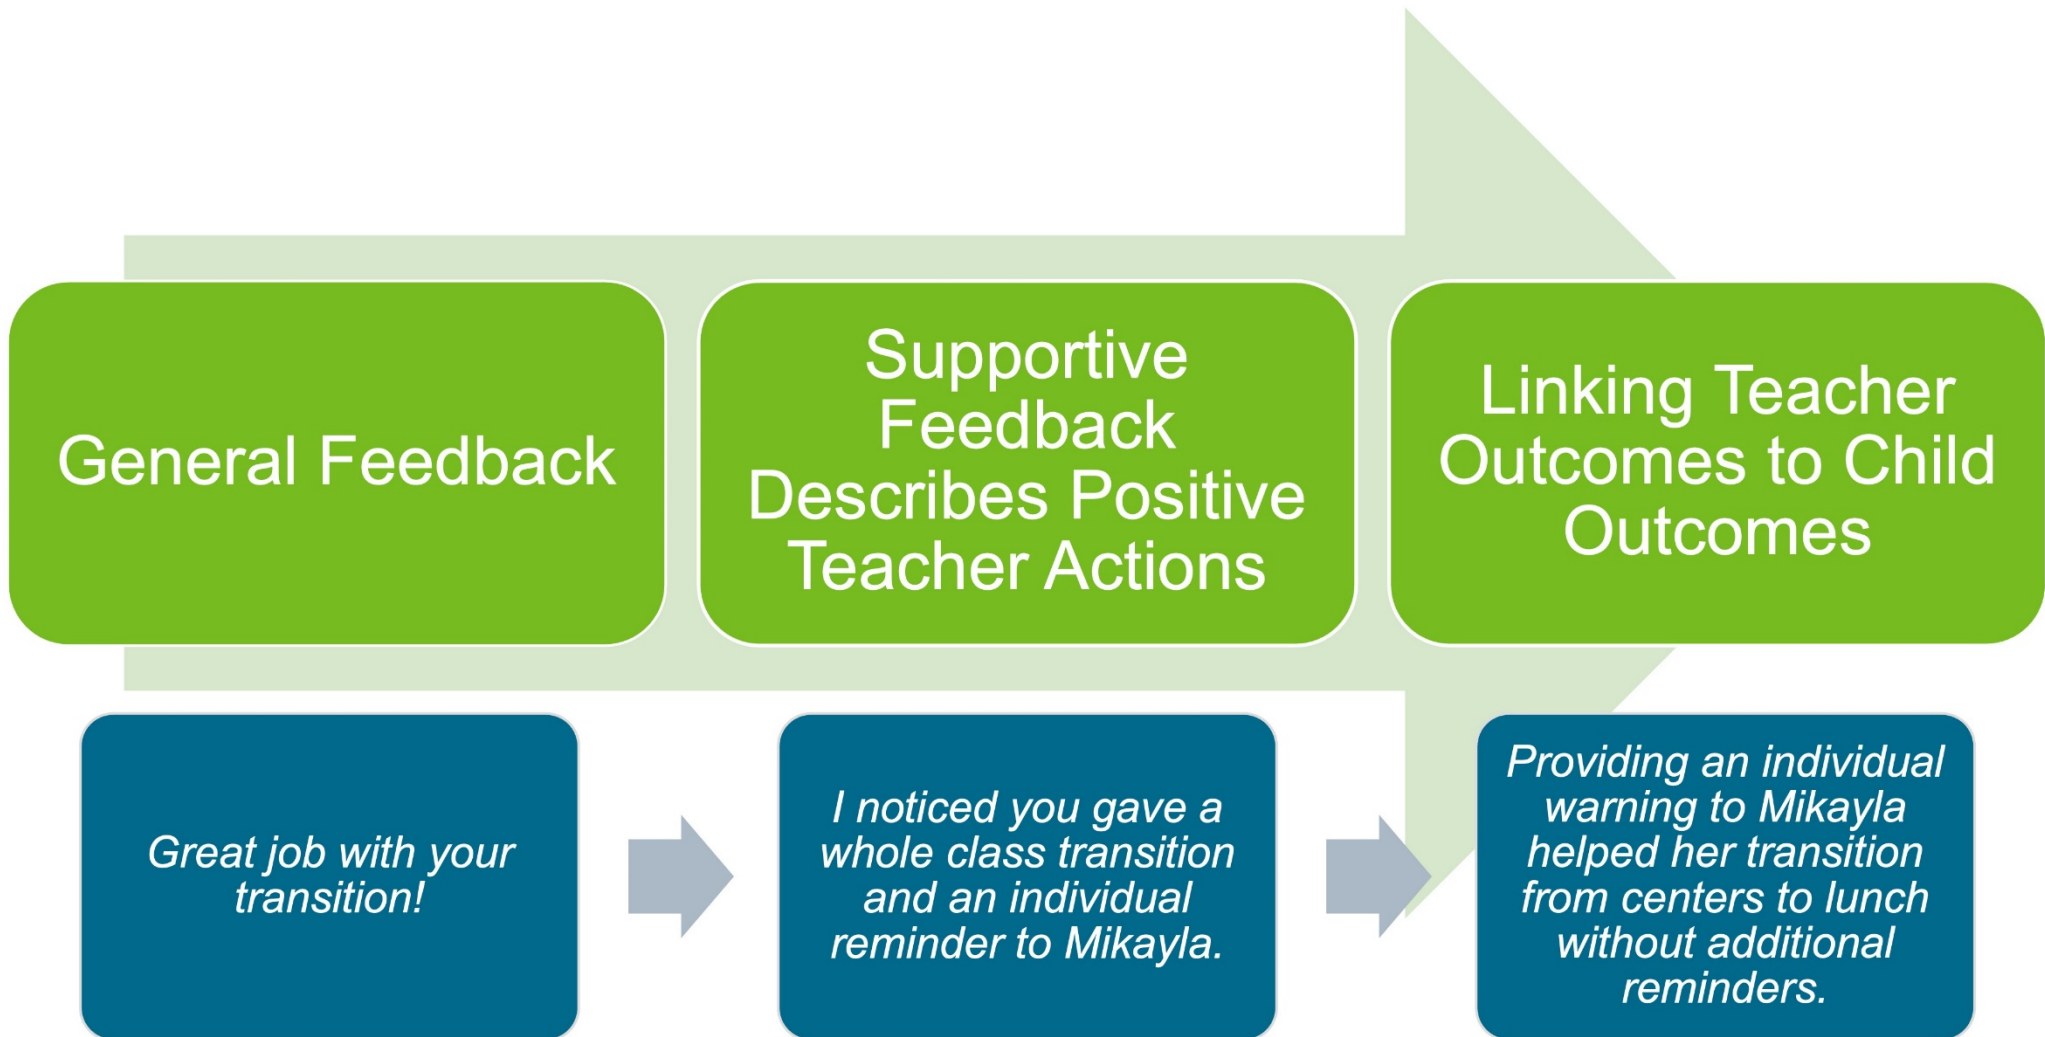 General Feedback
Supportive
Feedback
Describes Positive
Teacher Actions
Linking Teacher
Outcomes to Child
Outcomes
Great job with your
transition!
I noticed you gave a
whole class transition
and an individual
reminder to Mikayla.
Providing an individual
warning to Mikayla
helped her transition
from centers to lunch
without additional
reminders.